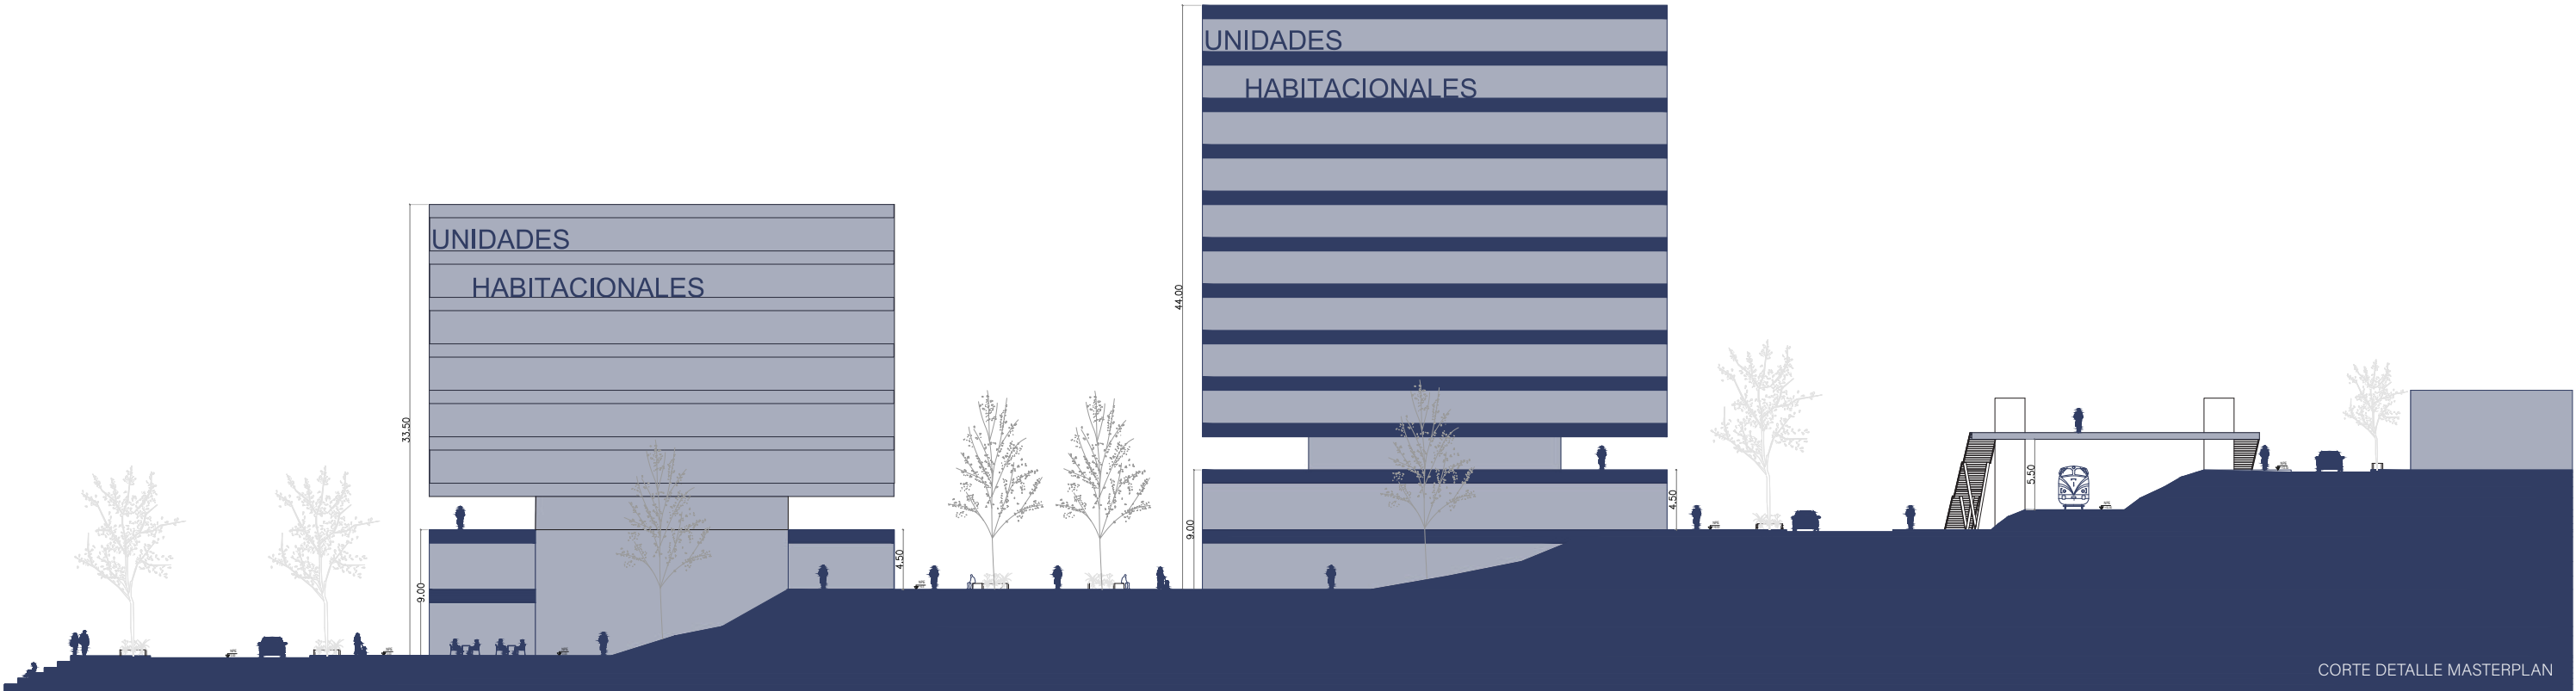 UNIDADES
HABITACIONALES
33.50
9.00
4.50
UNIDADES
HABITACIONALES
44.00
9.00
4.50
5.50
CORTE DETALLE MASTERPLAN